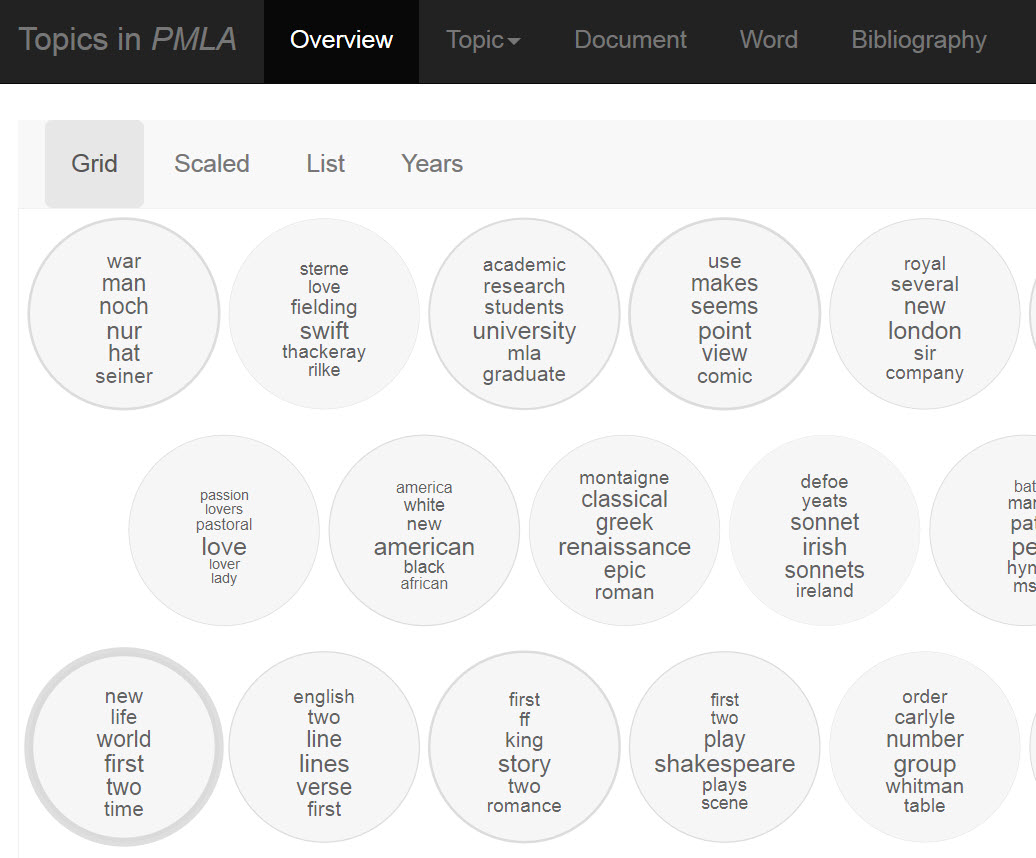 Topics in PMLA Overview Topic Document Word Bibliography
Grid Scaled List Years
war
man
noch
nur
hat
seiner
sterne
love
fielding
swift
thackeray
rilke
academic
research
students
university
mla
graduate
use
makes
seems
point
view
comic
royal
several
new
london
sir
company
passion
lovers
pastoral
love
lover
lady
america
white
new
american
black
african
montaigne
classical
greek
renaissance
epic
roman
defoe
yeats
sonnet
irish
sonnets
ireland
new
life
world
first
two
time
english
two
line
lines
verse
first
first
ff
king
story
two
romance
first
two
play
shakespeare
plays
scene
order
carlyle
number
group
whitman
table